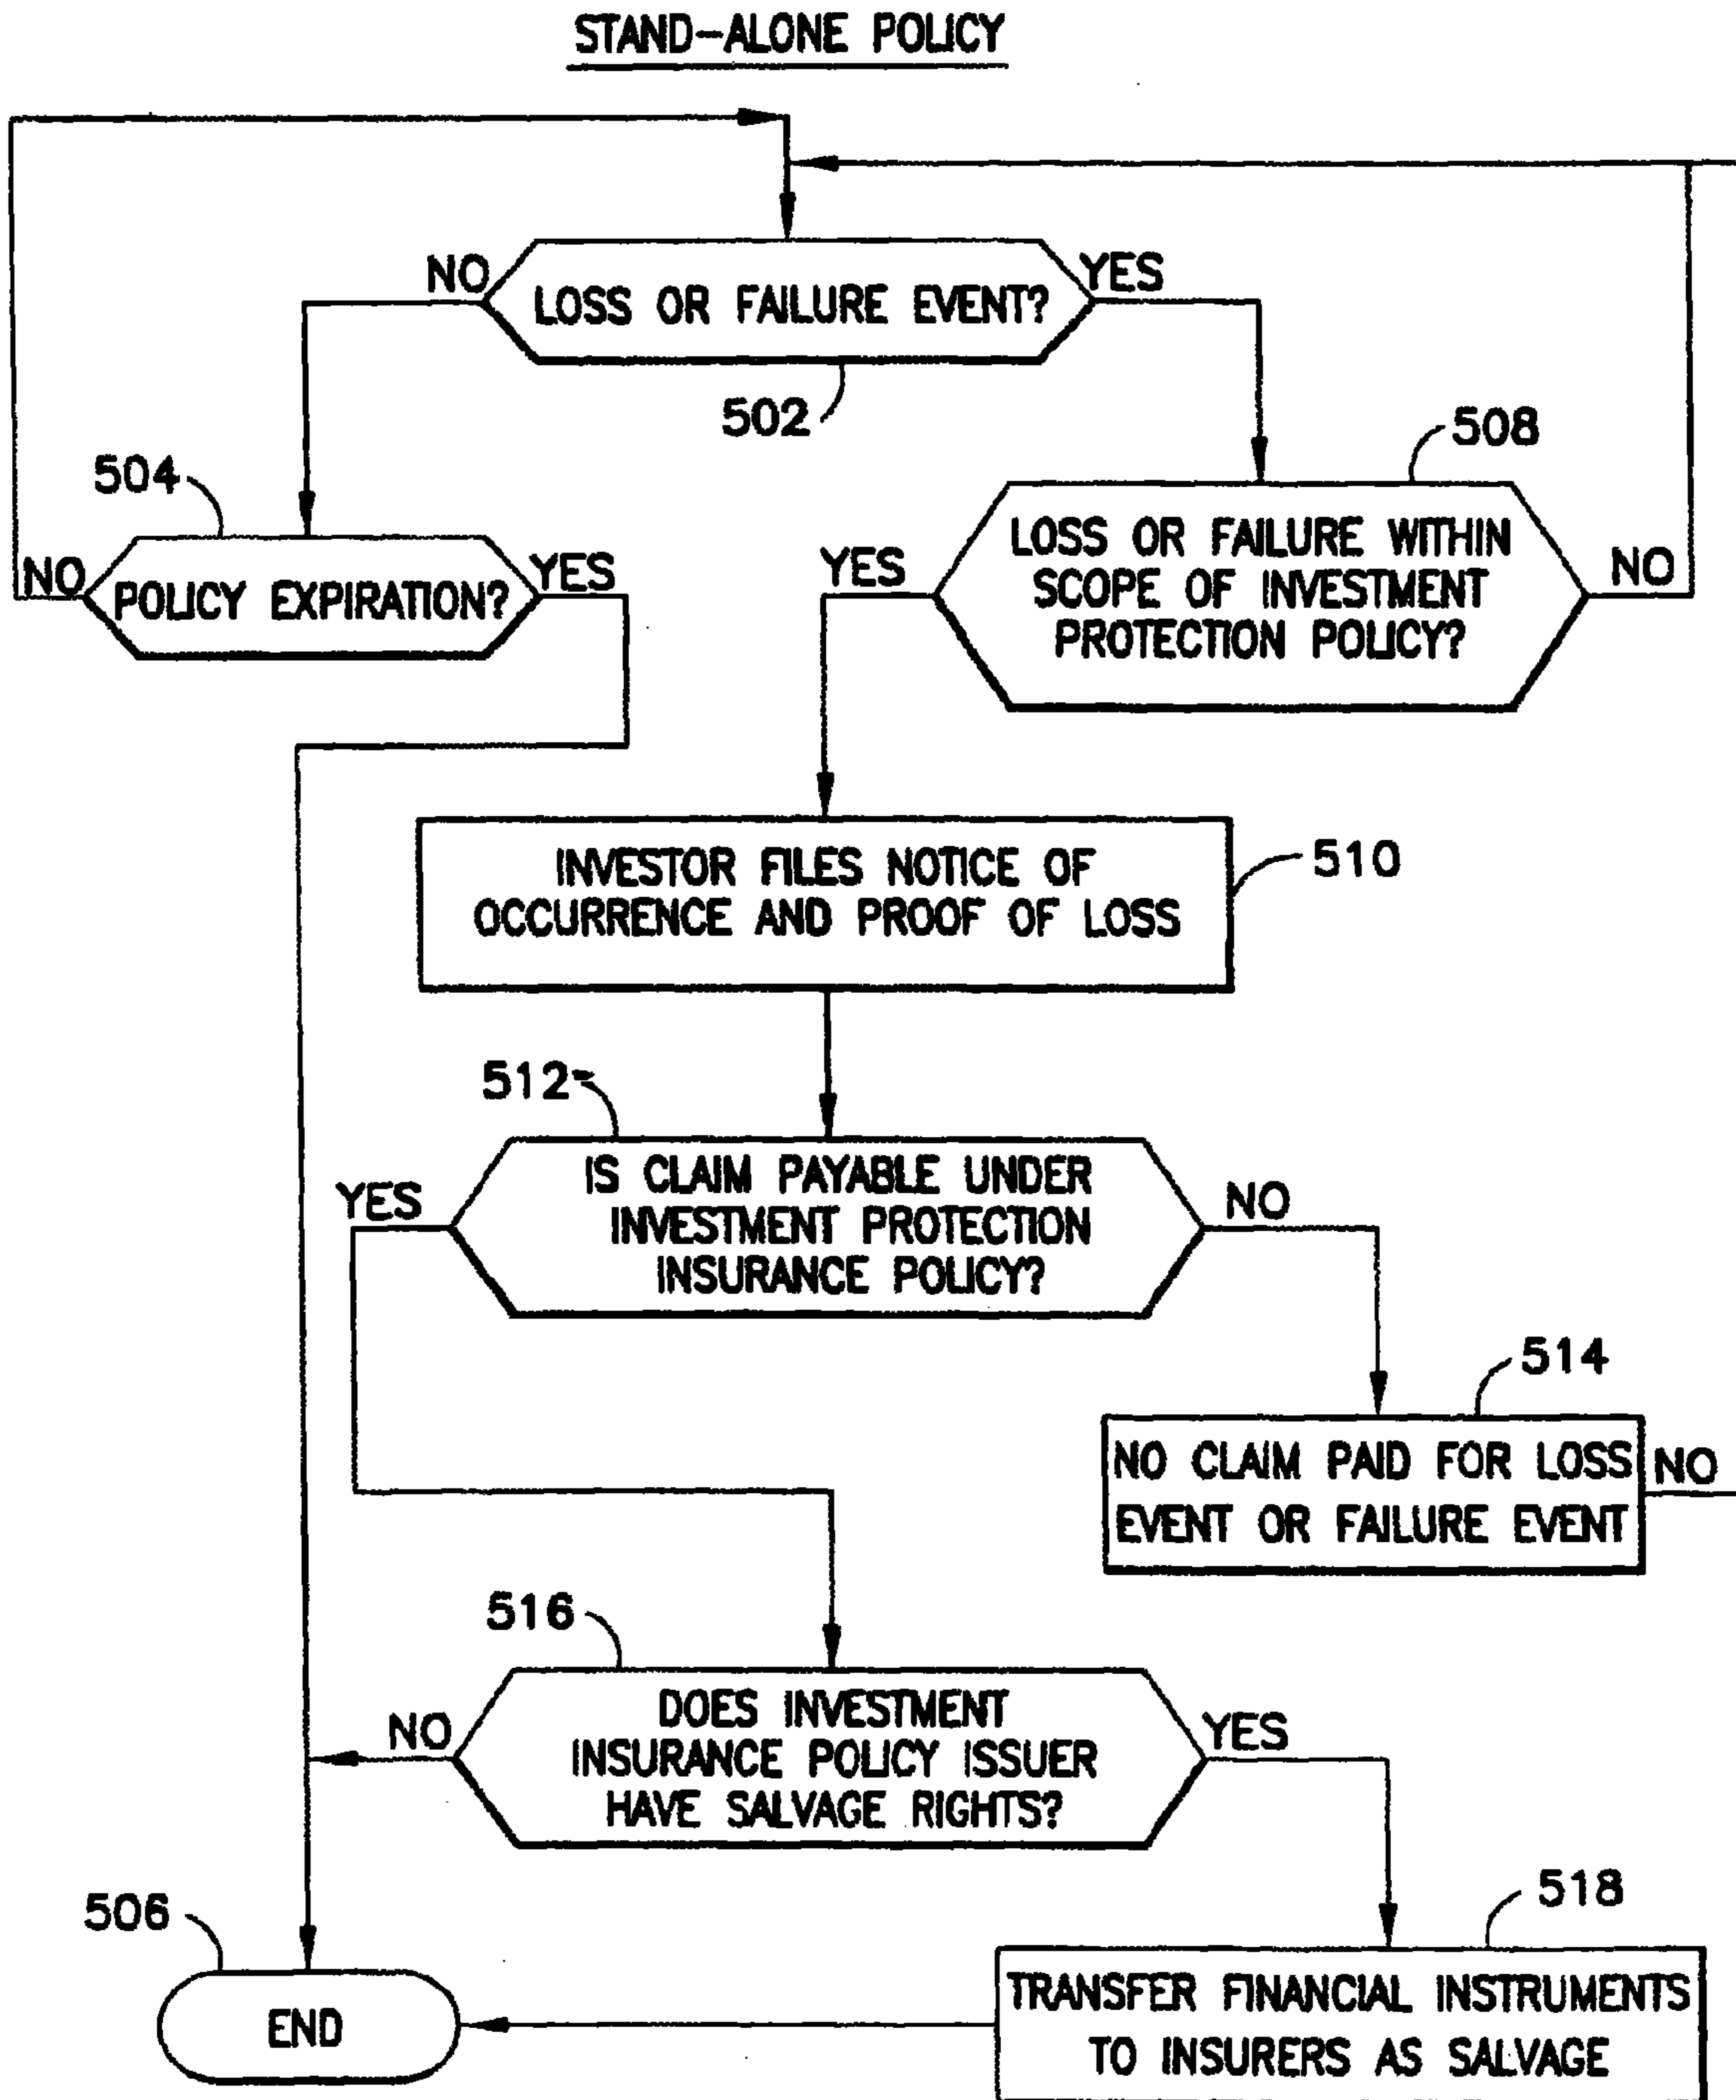 STAND-ALONE POLICY
NO
YES
LOSS OR FAILURE EVENT?
502
508
504
NO
POLICY EXPIRATION?
YES
YES
LOSS OR FAILURE WITHIN
SCOPE OF INVESTMENT
PROTECTION POLICY?
NO
INVESTOR FILES NOTICE OF
OCCURRENCE AND PROOF OF LOSS
510
512
YES
IS CLAIM PAYABLE UNDER
INVESTMENT PROTECTION
INSURANCE POLICY?
NO
514
NO CLAIM PAID FOR LOSS
EVENT OR FAILURE EVENT
NO
516
NO
DOES INVESTMENT
INSURANCE POLICY ISSUER
HAVE SALVAGE RIGHTS?
YES
506
END
518
TRANSFER FINANCIAL INSTRUMENTS
TO INSURERS AS SALVAGE